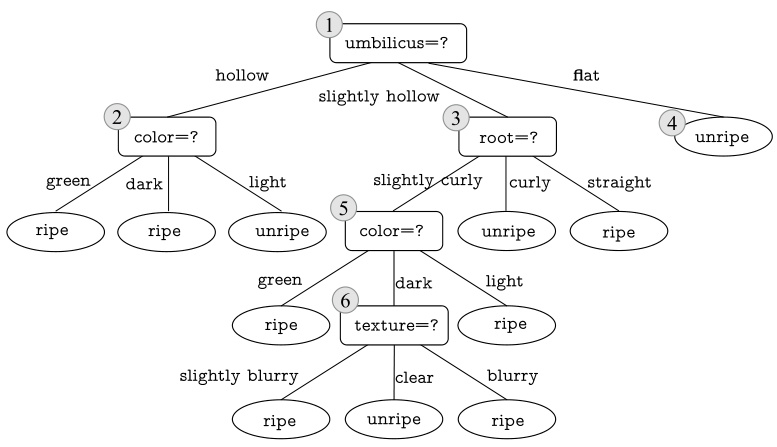 1
umbilicus=?
hollow
slightly hollow
flat
2
color=?
3
root=?
4
unripe
green
dark
light
slightly curly
curly
straight
ripe
ripe
unripe
5
color=?
unripe
ripe
green
dark
light
ripe
6
texture=?
ripe
slightly blurry
clear
blurry
ripe
unripe
ripe